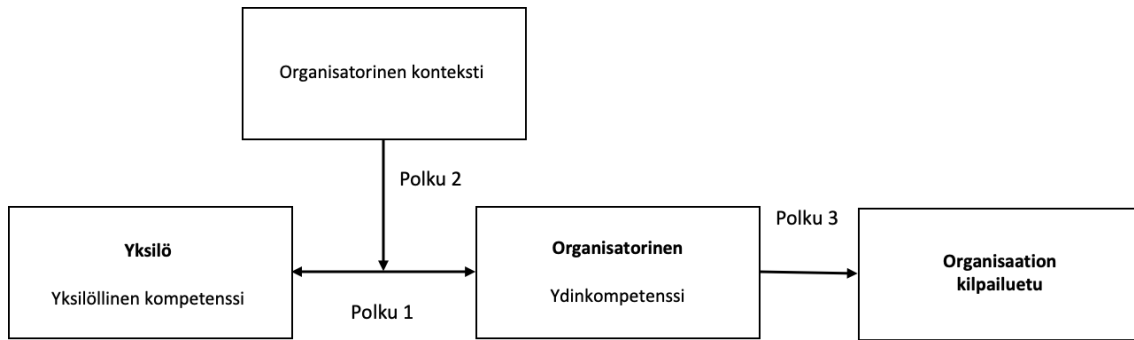 Organisatorinen konteksti
Polku 2
Polku 3
Yksilö
Yksilöllinen kompetenssi
Polku 1
Organisatorinen
Ydinkompetenssi
Organisaation
kilpailuetu